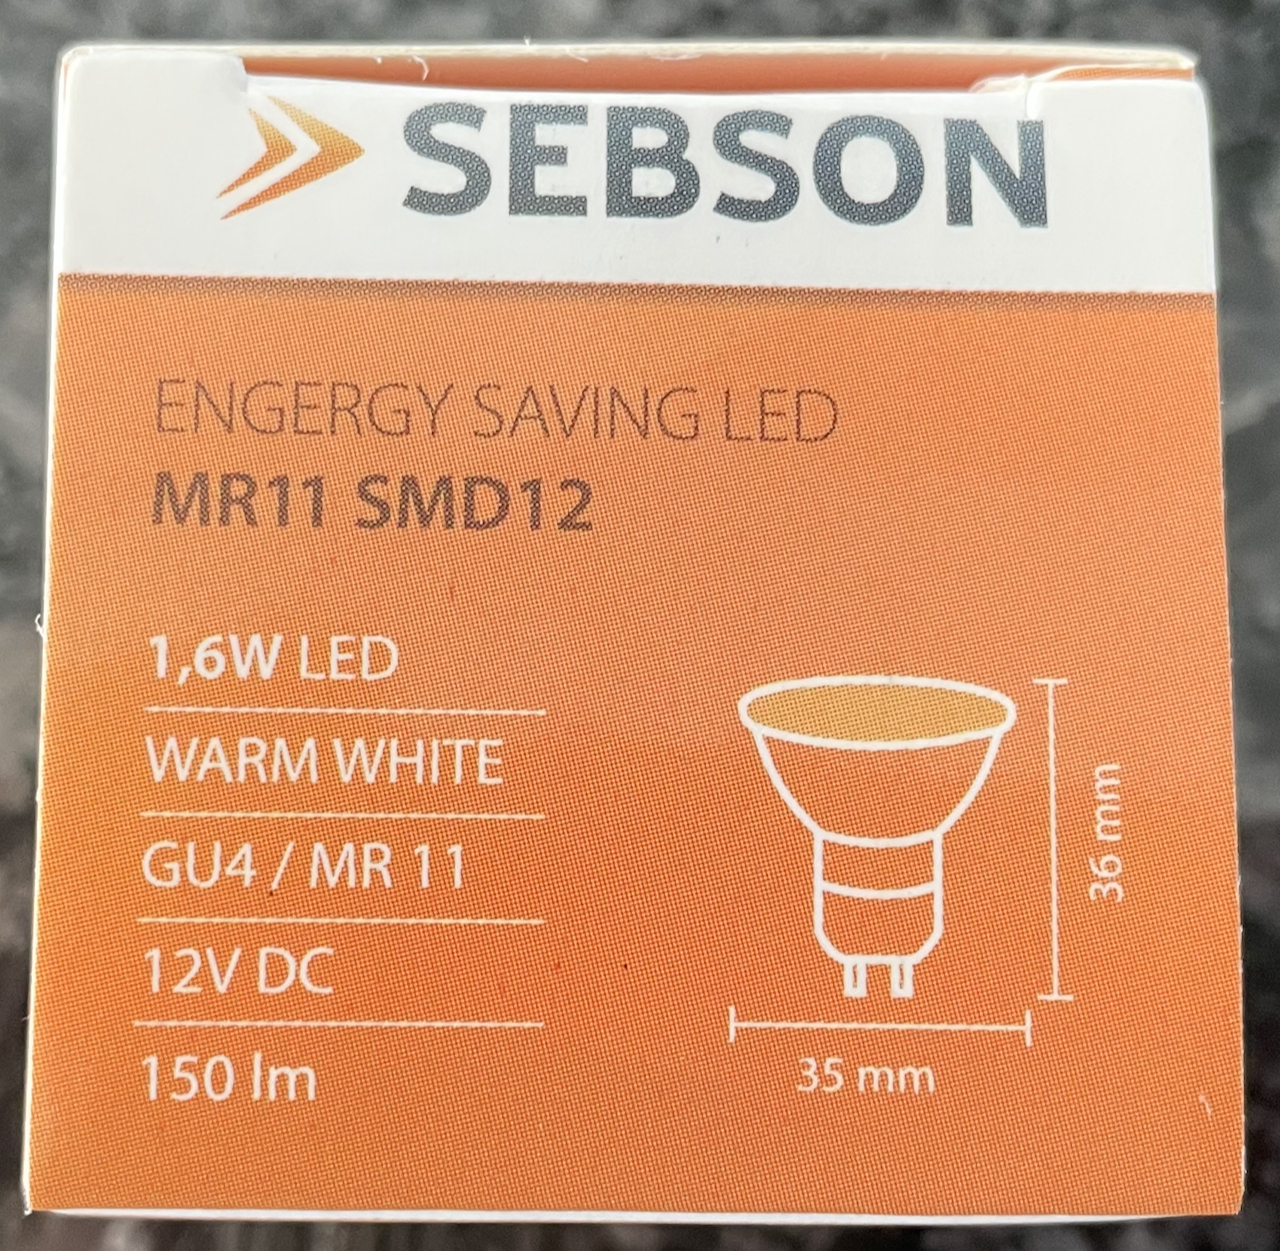 SEBSON
ENGERGY SAVING LED
MR11 SMD12
1,6W LED
WARM WHITE
GU4 / MR 11
12V DC
150 lm
36 mm
35 mm